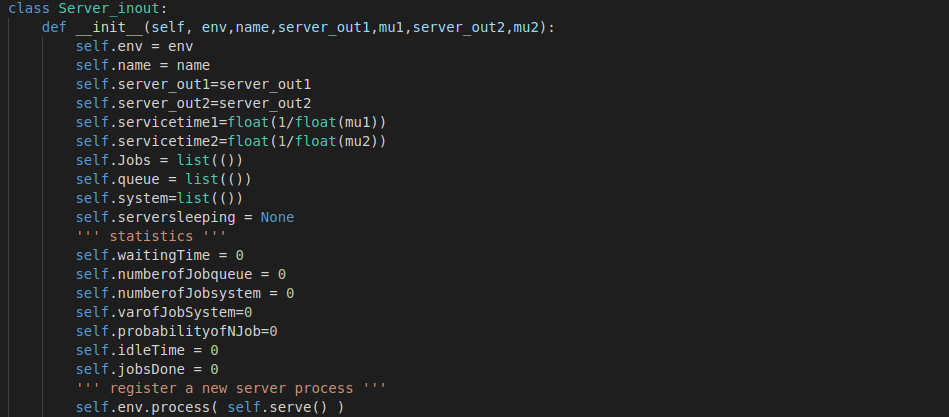 class Server_inout:
    def __init__(self, env,name,server_out1,mu1,server_out2,mu2):
        self.env = env
        self.name = name
        self.server_out1=server_out1
        self.server_out2=server_out2
        self.servicetime1=float(1/float(mu1))
        self.servicetime2=float(1/float(mu2))
        self.Jobs = list(())
        self.queue = list(())
        self.system=list(())
        self.serversleeping = None
        ''' statistics '''
        self.waitingTime = 0
        self.numberofJobqueue = 0
        self.numberofJobsystem = 0
        self.varofJobSystem=0
        self.probabilityofNJob=0
        self.idleTime = 0
        self.jobsDone = 0
        ''' register a new server process '''
        self.env.process( self.serve() )